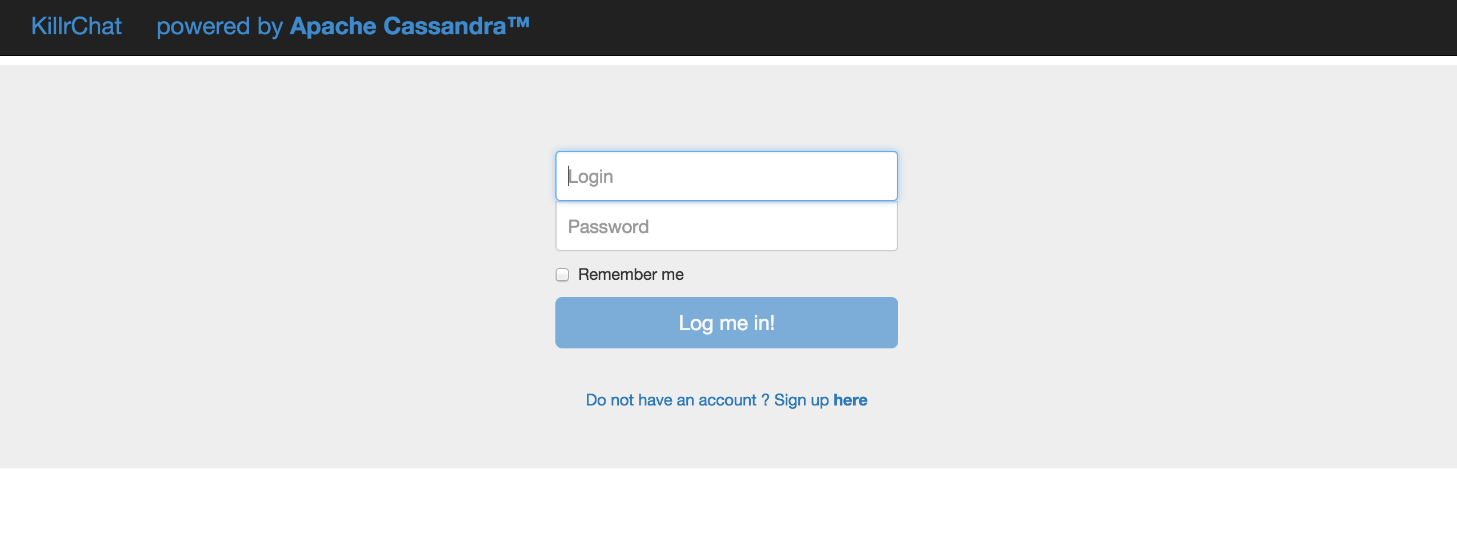 KillrChat powered by Apache Cassandra™
Login
Password
Remember me
Log me in!
Do not have an account ? Sign up here